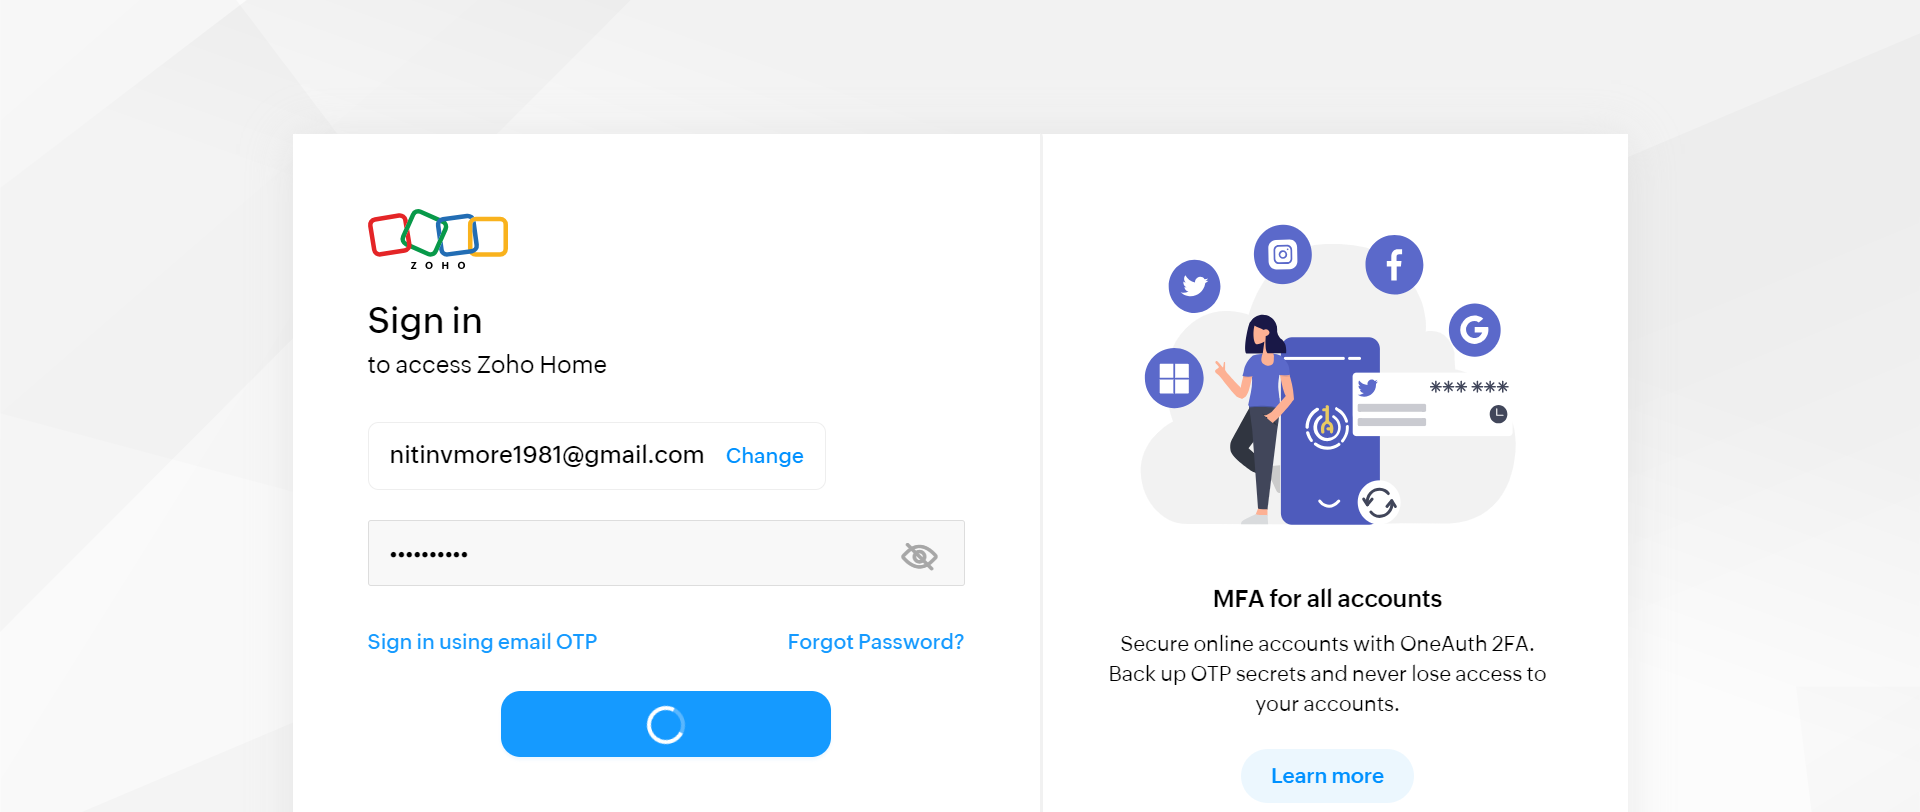 ZOHO
Sign in
to access Zoho Home
nitinvmore1981@gmail.com Change
••••••••••
Sign in using email OTP Forgot Password?
*** ***
MFA for all accounts
Secure online accounts with OneAuth 2FA.
Back up OTP secrets and never lose access to
your accounts.
Learn more